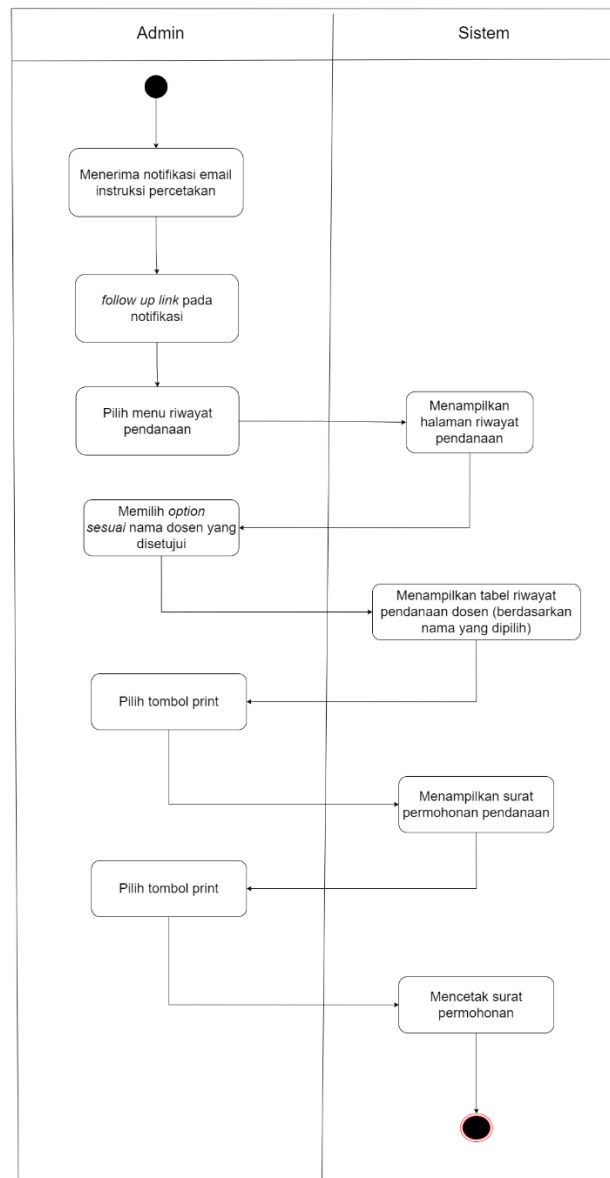 Admin
Sistem
Menerima notifikasi email
instruksi percetakan
follow up link pada
notifikasi
Pilih menu riwayat
pendanaan
Menampilkan
halaman riwayat
pendanaan
Memilih option
sesuai nama dosen yang
disetujui
Menampilkan tabel riwayat
pendanaan dosen (berdasarkan
nama yang dipilih)
Pilih tombol print
Menampilkan surat
permohonan pendanaan
Pilih tombol print
Mencetak surat
permohonan